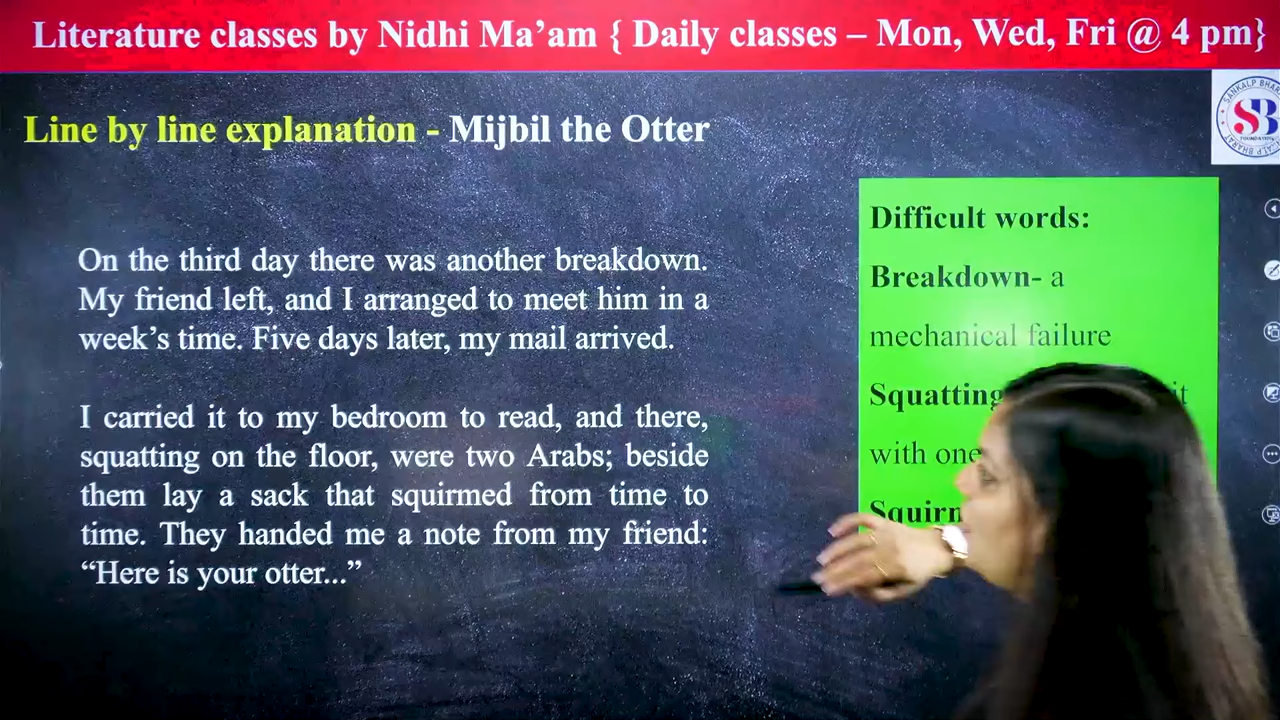 Literature classes by Nidhi Ma’am { Daily classes – Mon, Wed, Fri @ 4 pm}
Line by line explanation - Mijbil the Otter
SANKALP BHARAT
SB
On the third day there was another breakdown.
My friend left, and I arranged to meet him in a
week’s time. Five days later, my mail arrived.
I carried it to my bedroom to read, and there,
squatting on the floor, were two Arabs; beside
them lay a sack that squirmed from time to
time. They handed me a note from my friend:
“Here is your otter...”
Difficult words:
Breakdown- a
mechanical failure
Squatting
with one